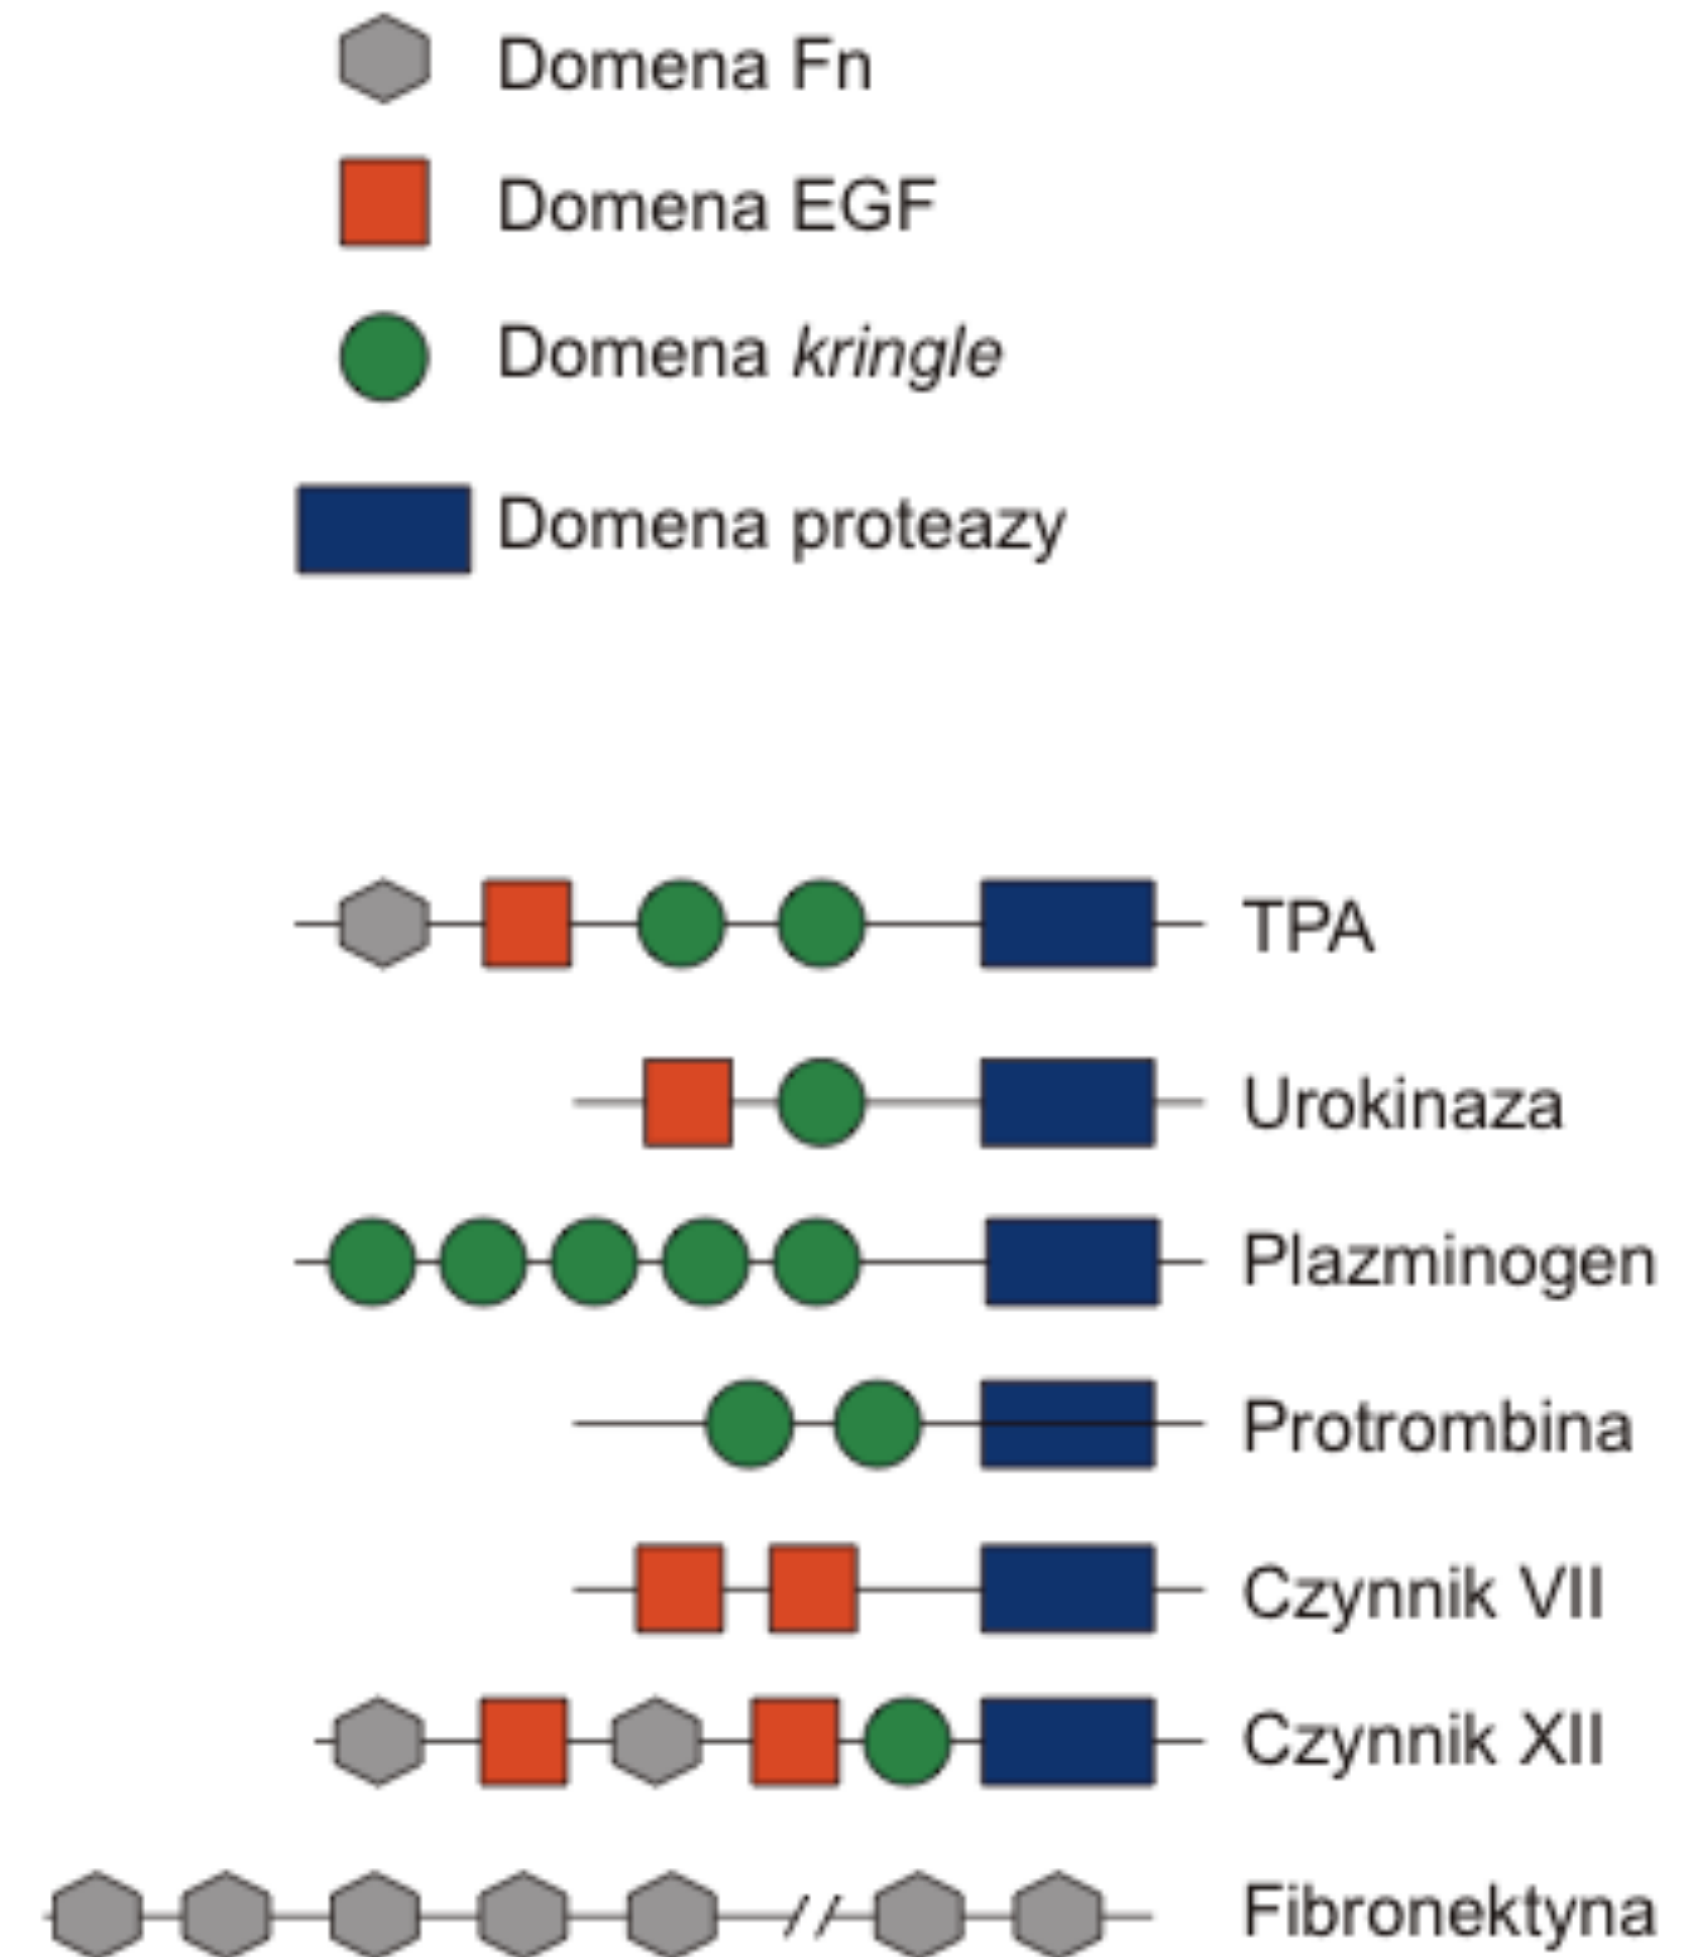 Domena Fn
Domena EGF
Domena kringle
Domena proteazy
TPA
Urokinaza
Plazminogen
Protrombina
Czynnik VII
Czynnik XII
Fibronektyna